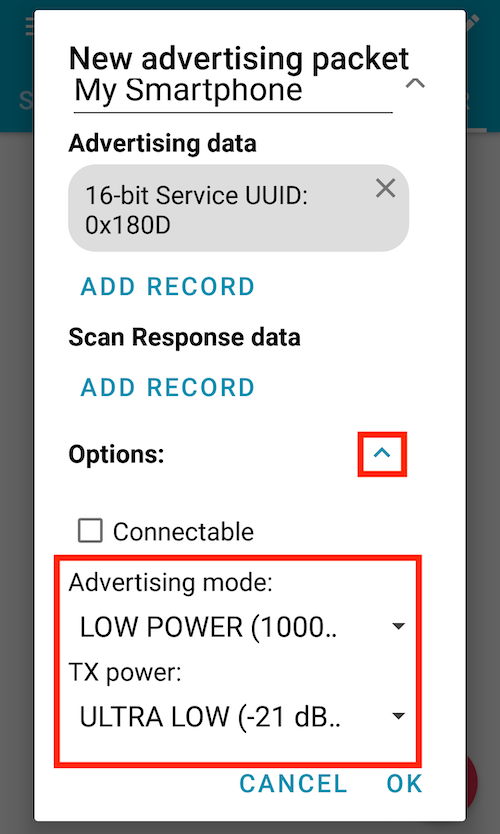 New advertising packet
My Smartphone
Advertising data
16-bit Service UUID:
0x180D
ADD RECORD
Scan Response data
ADD RECORD
Options:
Connectable
Advertising mode:
LOW POWER (1000..
TX power:
ULTRA LOW (-21 dB..
CANCEL OK